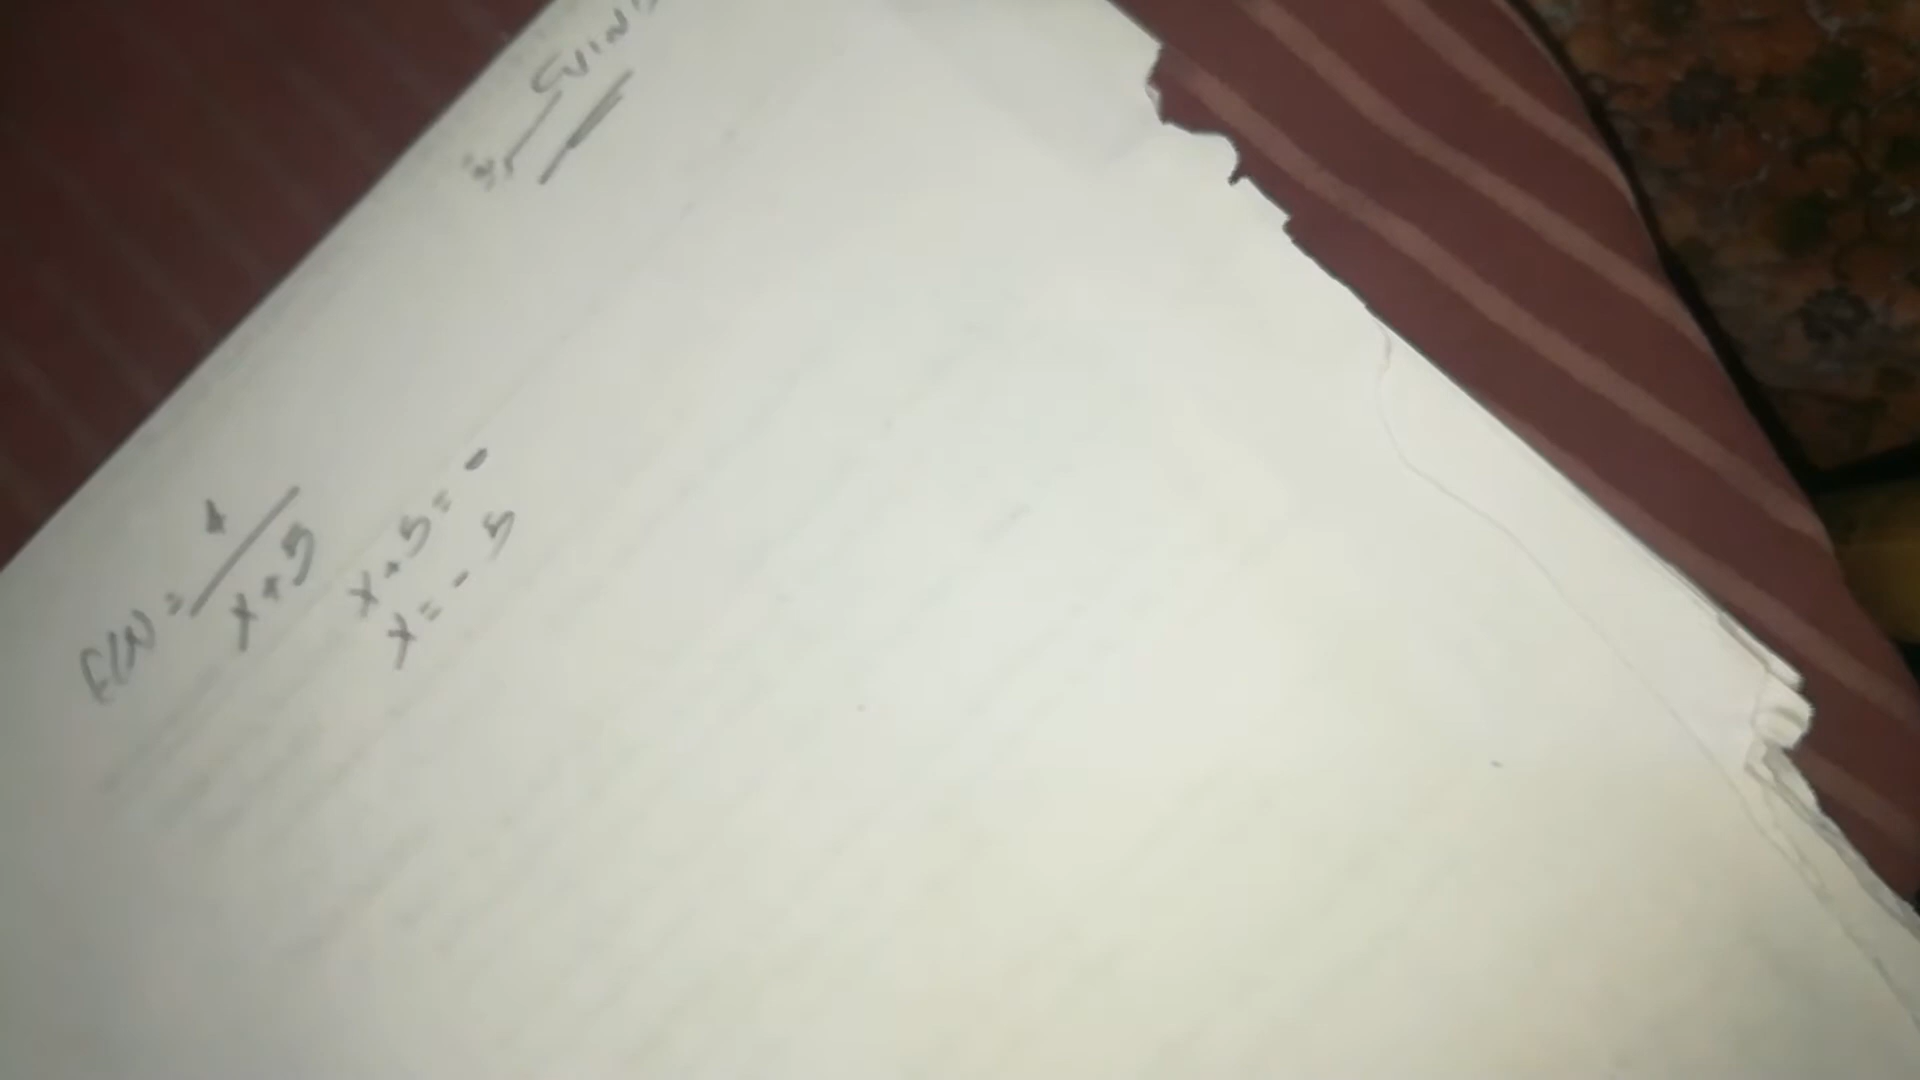 F(x) = 1 / x+5
x+5 = 0
x = -5